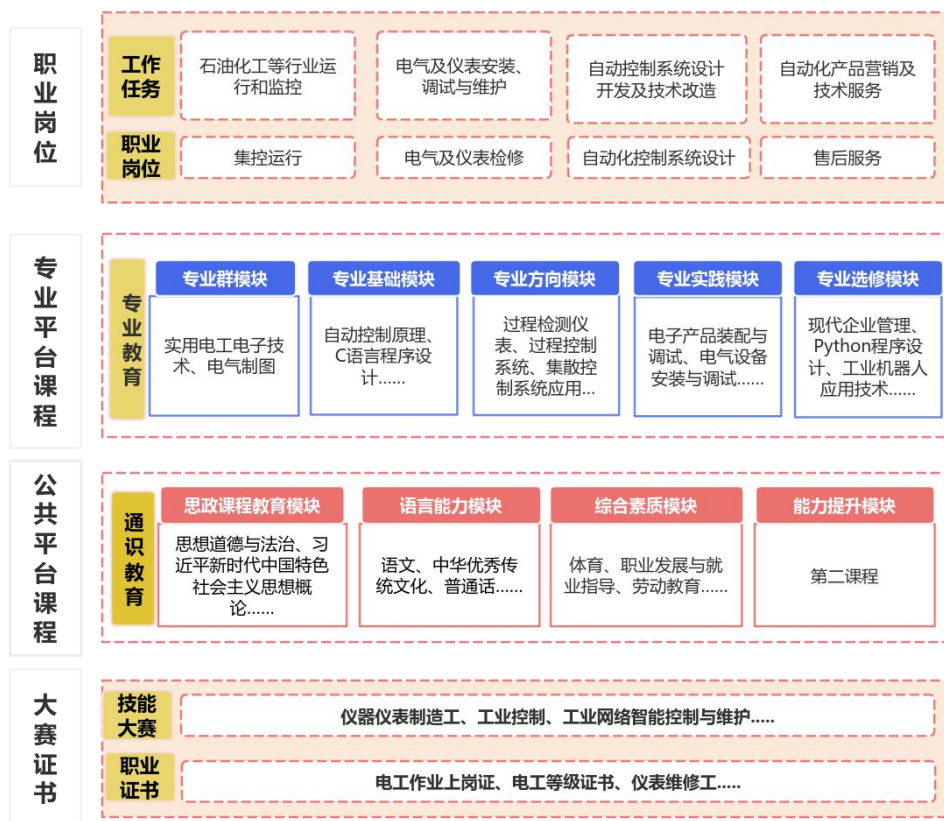 职业岗位
工作
任务
石油化工等行业运
行和监控
电气及仪表安装、
调试与维护
自动控制系统设计
开发及技术改造
自动化产品营销及
技术服务
职业
岗位
集控运行
电气及仪表检修
自动化控制系统设计
售后服务
专业平台课程
专业教育
专业群模块
实用电工电子技
术、电气制图
专业基础模块
自动控制原理、
C语言程序设
计......
专业方向模块
过程检测仪
表、过程控制
系统、集散控
制系统应用...
专业实践模块
电子产品装配与
调试、电气设备
安装与调试......
专业选修模块
现代企业管理、
Python程序设
计、工业机器人
应用技术......
公共平台课程
通识教育
思政课程教育模块
思想道德与法治、习
近平新时代中国特色
社会主义思想概
论......
语言能力模块
语文、中华优秀传
统文化、普通话......
综合素质模块
体育、职业发展与就
业指导、劳动教育......
能力提升模块
第二课程
大赛证书
技能
大赛
仪器仪表制造工、工业控制、工业网络智能控制与维护.....
职业
证书
电工作业上岗证、电工等级证书、仪表维修工.....